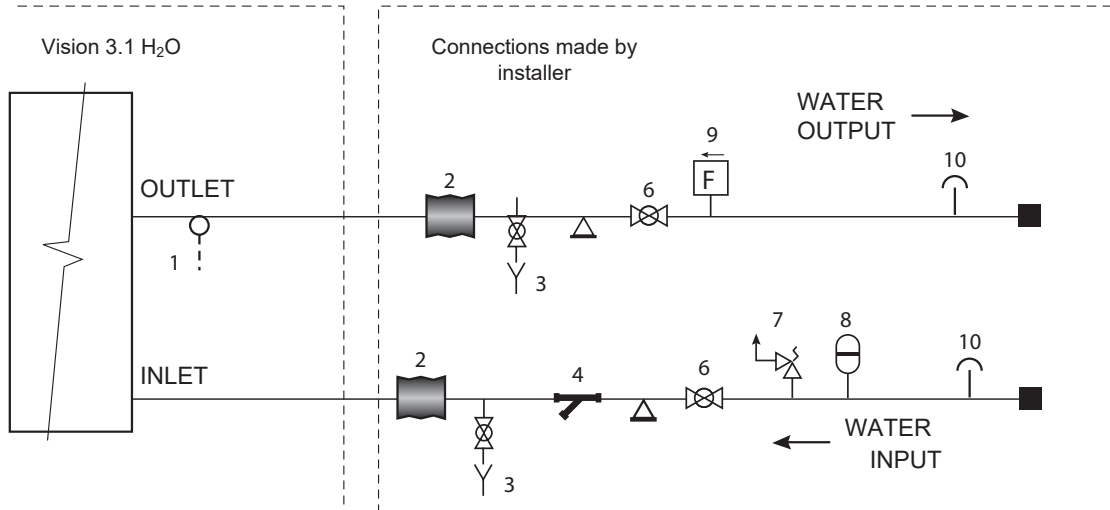 Vision 3.1 H₂O
Connections made by
installer
WATER
OUTPUT
9
10
OUTLET
2
6
F
1
3
7
8
10
INLET
2
4
6
WATER
INPUT
3